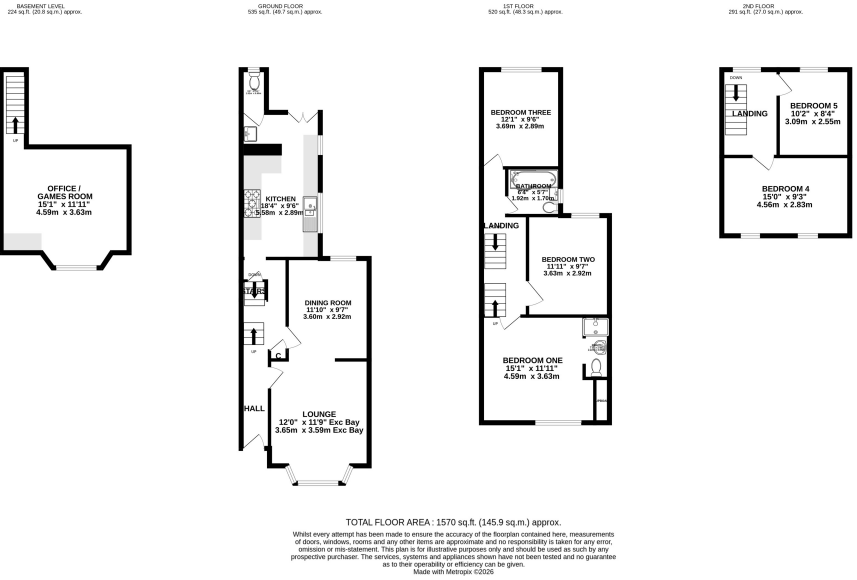 BASEMENT LEVEL
224 sq.ft. (20.8 sq.m.) approx.
GROUND FLOOR
535 sq.ft. (49.7 sq.m.) approx.
1ST FLOOR
520 sq.ft. (48.3 sq.m.) approx.
2ND FLOOR
291 sq.ft. (27.0 sq.m.) approx.
UP
OFFICE /
GAMES ROOM
15'1" x 11'11"
4.59m x 3.63m
KITCHEN
18'4" x 9'6"
5.58m x 2.89m
DOWN
STAIRS
UP
C
DINING ROOM
11'10" x 9'7"
3.60m x 2.92m
HALL
LOUNGE
12'0" x 11'9" Exc Bay
3.65m x 3.59m Exc Bay
BEDROOM THREE
12'1" x 9'6"
3.69m x 2.89m
BATHROOM
6'4" x 5'7"
1.92m x 1.70m
LANDING
UP
BEDROOM TWO
11'11" x 9'7"
3.63m x 2.92m
BEDROOM ONE
15'1" x 11'11"
4.59m x 3.63m
DOWN
LANDING
BEDROOM 5
10'2" x 8'4"
3.09m x 2.55m
BEDROOM 4
15'0" x 9'3"
4.56m x 2.83m
TOTAL FLOOR AREA : 1570 sq.ft. (145.9 sq.m.) approx.
Whilst every attempt has been made to ensure the accuracy of the floorplan contained here, measurements
of doors, windows, rooms and any other items are approximate and no responsibility is taken for any error,
omission or mis-statement. This plan is for illustrative purposes only and should be used as such by any
prospective purchaser. The services, systems and appliances shown have not been tested and no guarantee
as to their operability or efficiency can be given.
Made with Metropix ©2026